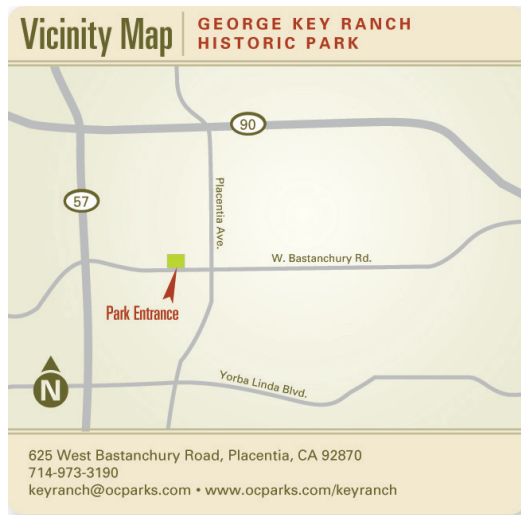 Vicinity Map
GEORGE KEY RANCH
HISTORIC PARK
90
57
Placentia Ave.
W. Bastanchury Rd.
Park Entrance
N
Yorba Linda Blvd.
625 West Bastanchury Road, Placentia, CA 92870
714-973-3190
keyranch@ocparks.com • www.ocparks.com/keyranch